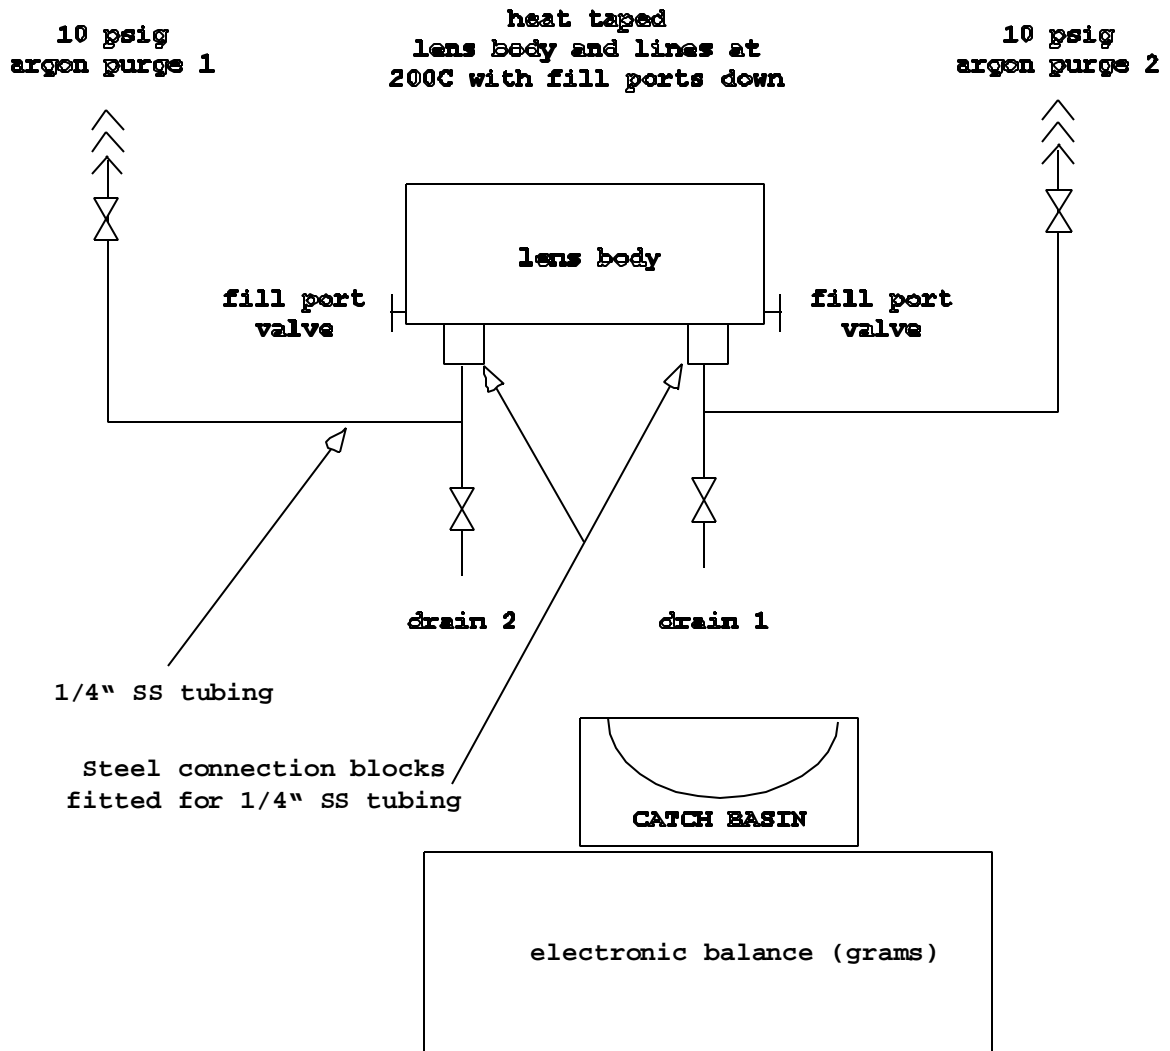 10 psig
argon purge 1
heat taped
lens body and lines at
200C with fill ports down
10 psig
argon purge 2
lens body
fill port
valve
fill port
valve
drain 2
drain 1
1/4“ SS tubing
Steel connection blocks
fitted for 1/4“ SS tubing
CATCH BASIN
electronic balance (grams)